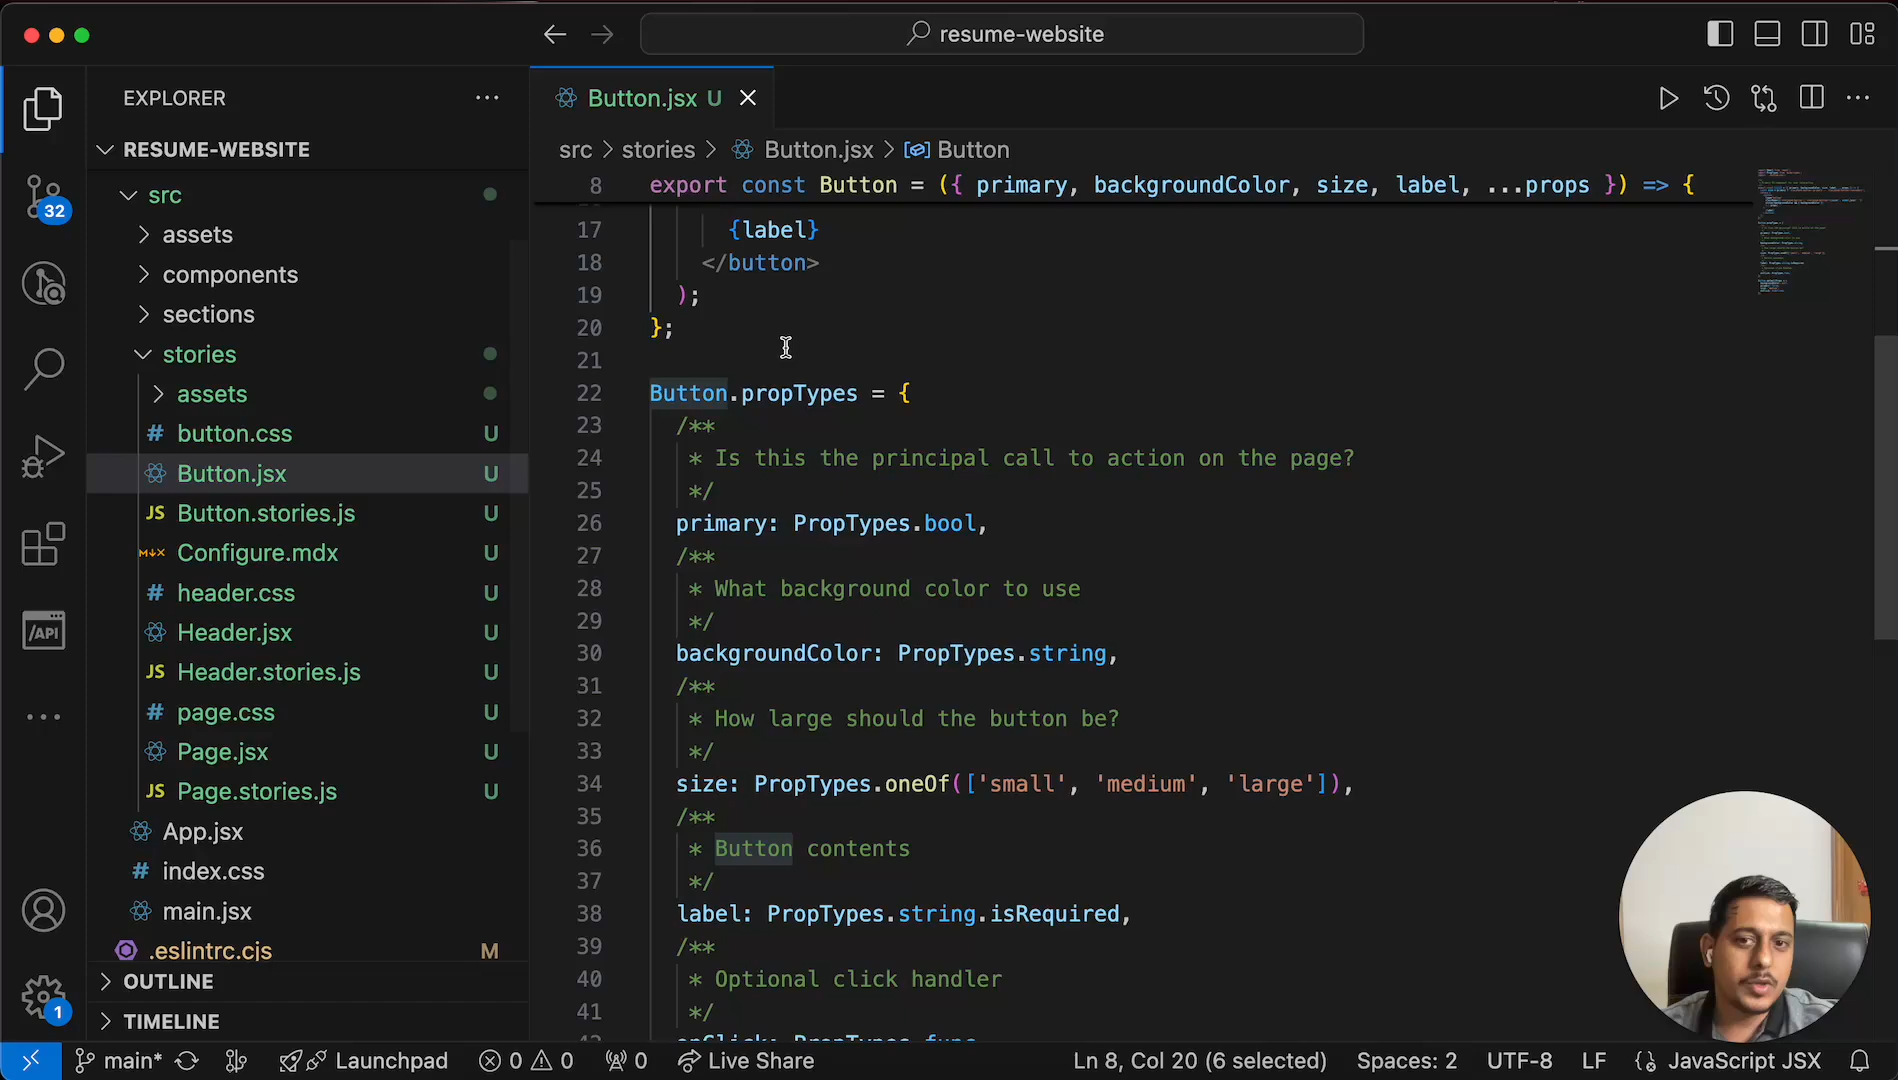 resume-website
EXPLORER
RESUME-WEBSITE
src
assets
components
sections
stories
assets
# button.css U
Button.jsx U
JS Button.stories.js U
Configure.mdx U
# header.css U
Header.jsx U
JS Header.stories.js U
# page.css U
Page.jsx U
JS Page.stories.js U
App.jsx
# index.css
main.jsx
.eslintrc.cjs M
OUTLINE
TIMELINE
32
/API
1
Button.jsx U
src > stories > Button.jsx > Button
8 export const Button = ({ primary, backgroundColor, size, label, ...props }) => {
17 {label}
18 </button>
19 );
20 };
21
22 Button.propTypes = {
23 /**
24 * Is this the principal call to action on the page?
25 */
26 primary: PropTypes.bool,
27 /**
28 * What background color to use
29 */
30 backgroundColor: PropTypes.string,
31 /**
32 * How large should the button be?
33 */
34 size: PropTypes.oneOf(['small', 'medium', 'large']),
35 /**
36 * Button contents
37 */
38 label: PropTypes.string.isRequired,
39 /**
40 * Optional click handler
41 */
onClick: PropTypes.func
main* Launchpad 0 0 0 Live Share Ln 8, Col 20 (6 selected) Spaces: 2 UTF-8 LF JavaScript JSX